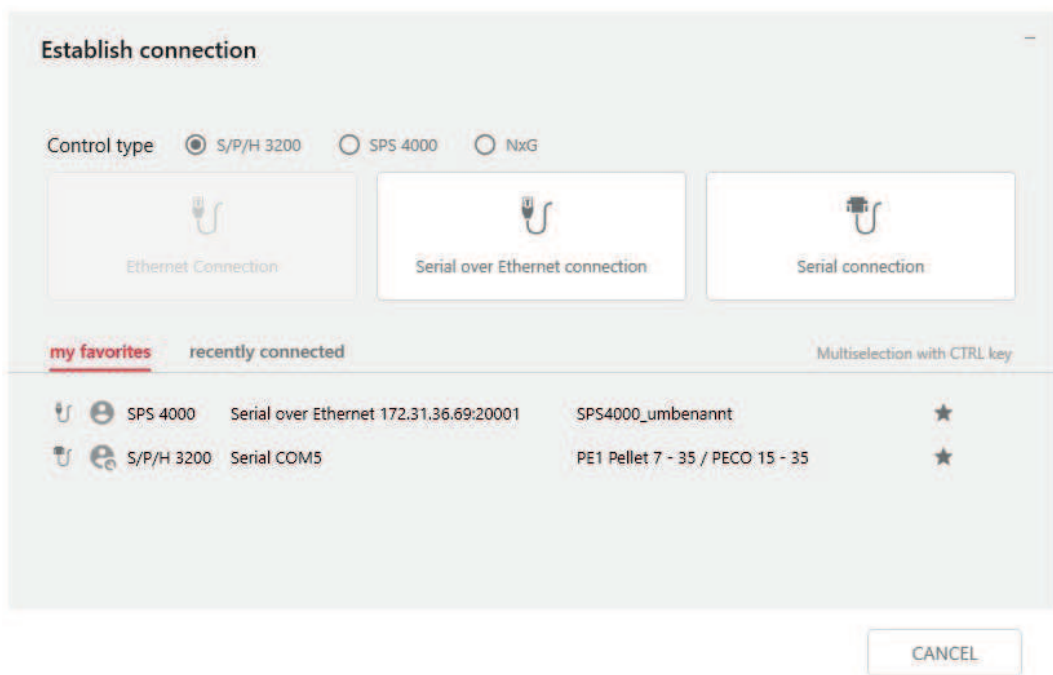 Establish connection
Control type S/P/H 3200 SPS 4000 NxG
Ethernet Connection Serial over Ethernet connection Serial connection
my favorites recently connected Multiselection with CTRL key
SPS 4000 Serial over Ethernet 172.31.36.69:20001 SPS4000_umbenannt
S/P/H 3200 Serial COM5 PE1 Pellet 7 - 35 / PECO 15 - 35
CANCEL